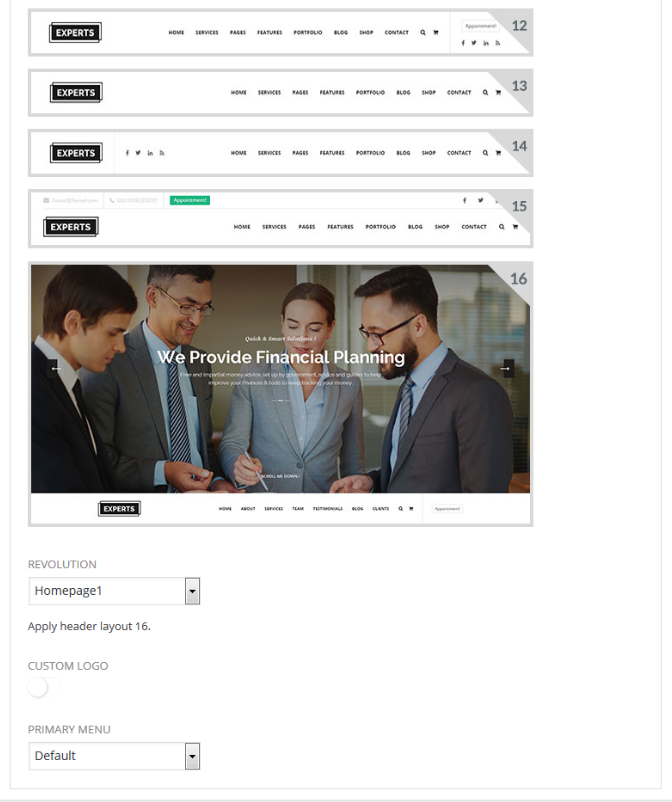 EXPERTS HOME SERVICES PAGES FEATURES PORTFOLIO BLOG SHOP CONTACT Appointment! 12
EXPERTS HOME SERVICES PAGES FEATURES PORTFOLIO BLOG SHOP CONTACT 13
EXPERTS HOME SERVICES PAGES FEATURES PORTFOLIO BLOG SHOP CONTACT 14
Appointment! 15
EXPERTS HOME SERVICES PAGES FEATURES PORTFOLIO BLOG SHOP CONTACT
16
Quick & Smart Solutions !
We Provide Financial Planning
Free and impartial money advice, set up by government, advice and guides to help
improve your finances & tools to keep tracking your money.
SCROLL ME DOWN !
EXPERTS HOME ABOUT SERVICES TEAM TESTIMONIALS BLOG CLIENTS Appointment!
REVOLUTION
Homepage1
Apply header layout 16.
CUSTOM LOGO
PRIMARY MENU
Default